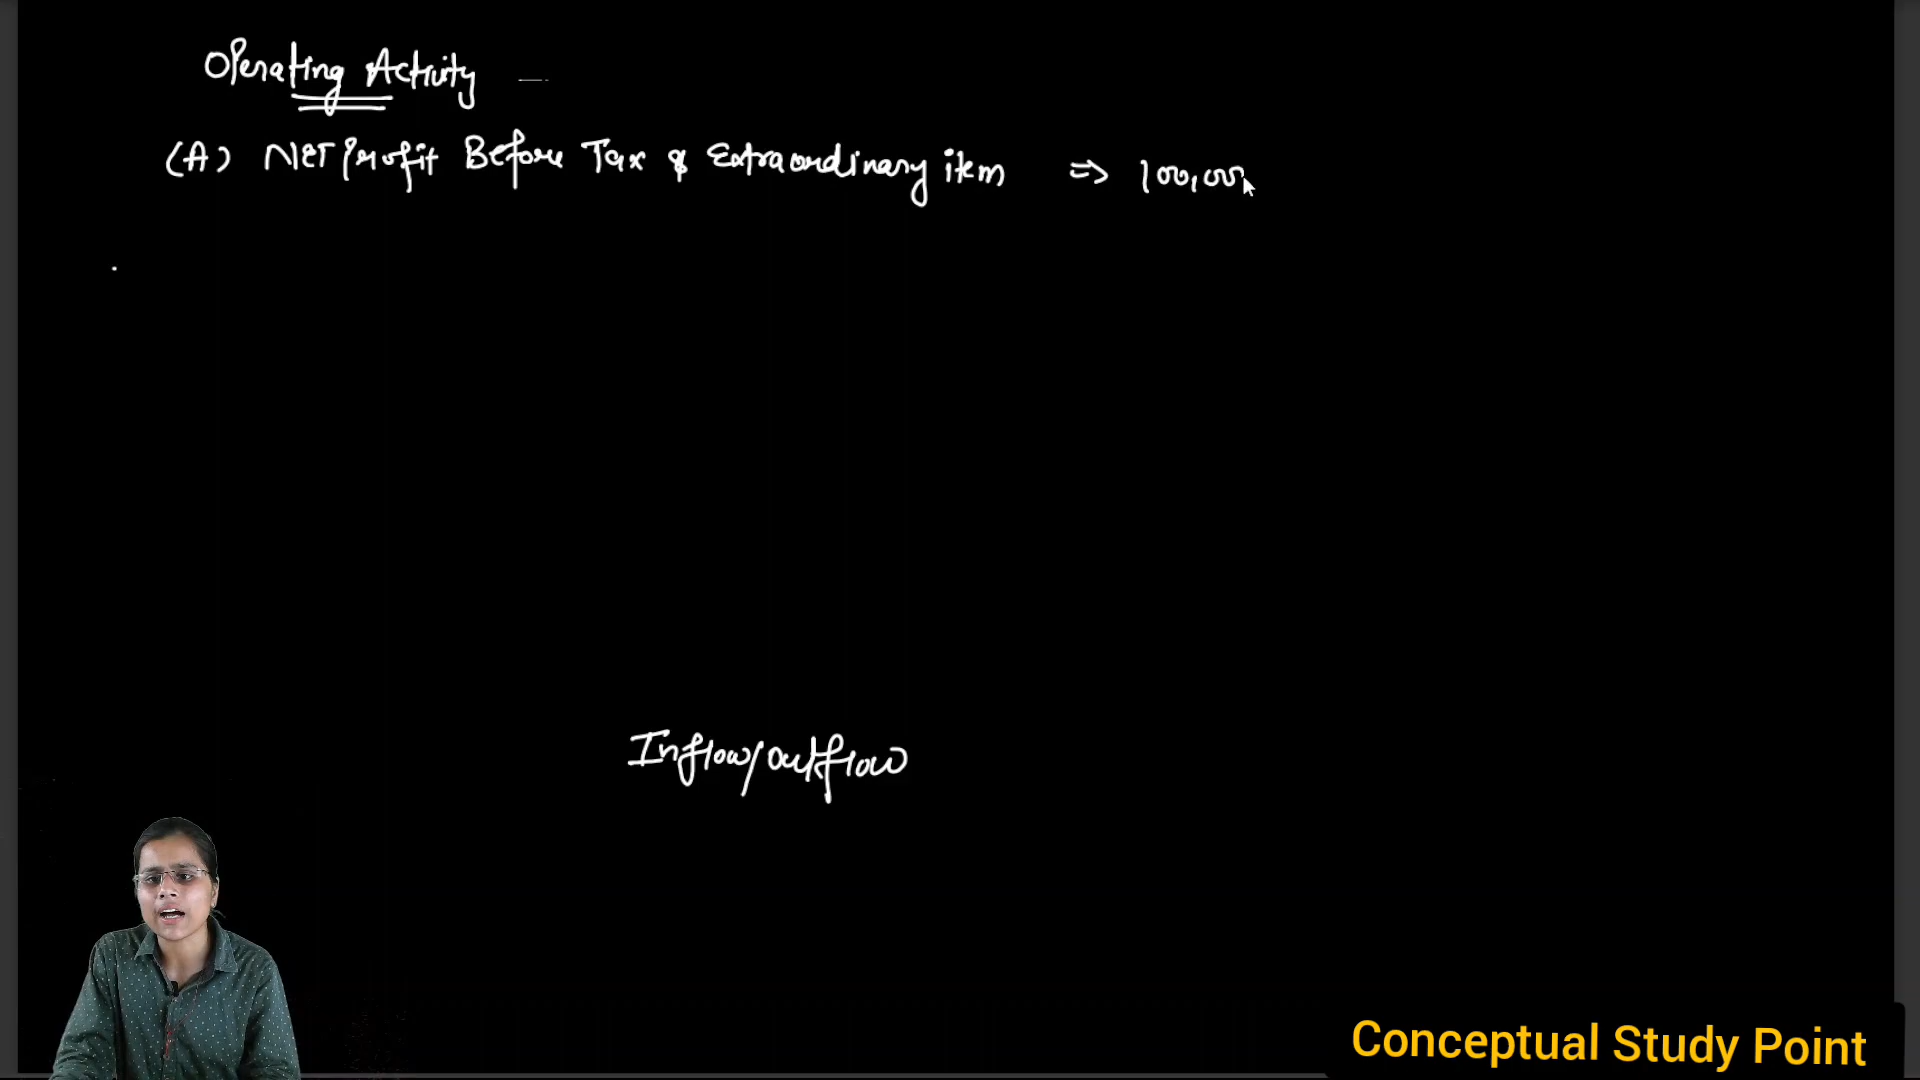 Operating Activity —
(A) Net Profit Before Tax & Extraordinary item ⇒ 100,000
Inflow/outflow
Conceptual Study Point